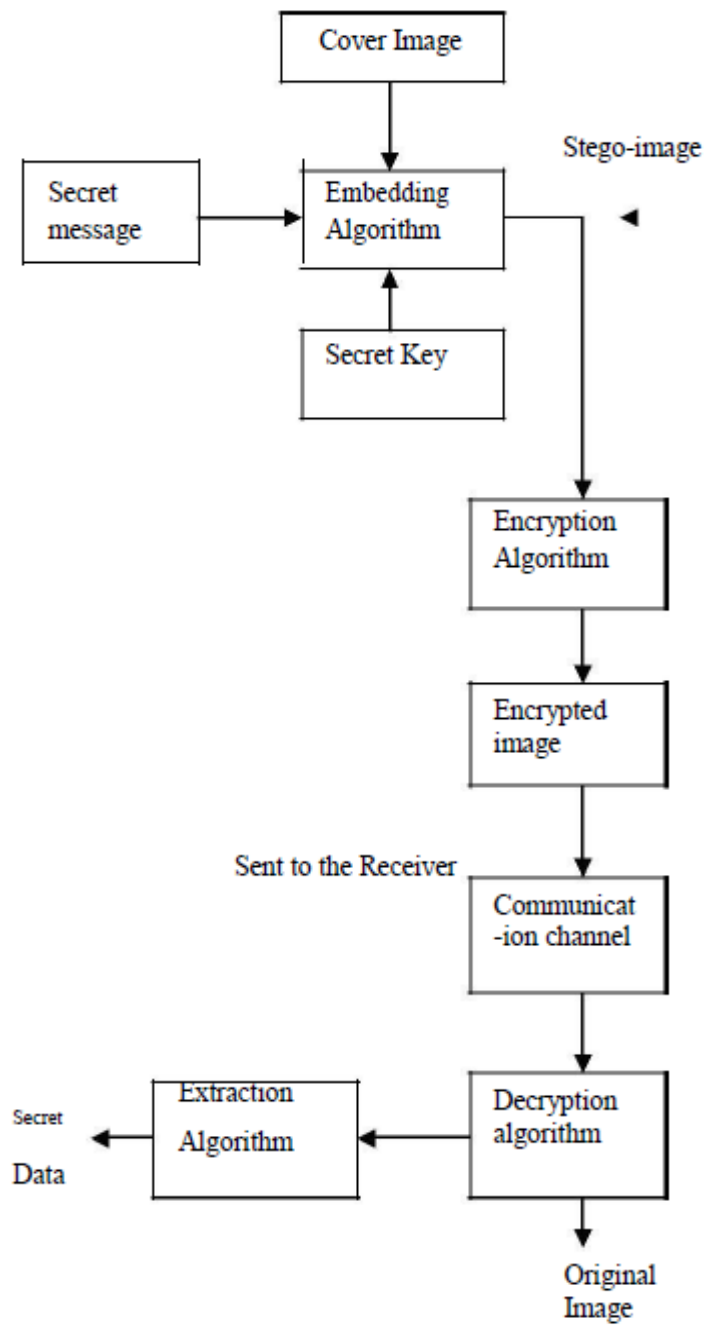 Cover Image
Stego-image
Secret
message
Embedding
Algorithm
Secret Key
Encryption
Algorithm
Encrypted
image
Sent to the Receiver
Communicat
-ion channel
Decryption
algorithm
Extraction
Algorithm
Secret
Data
Original
Image